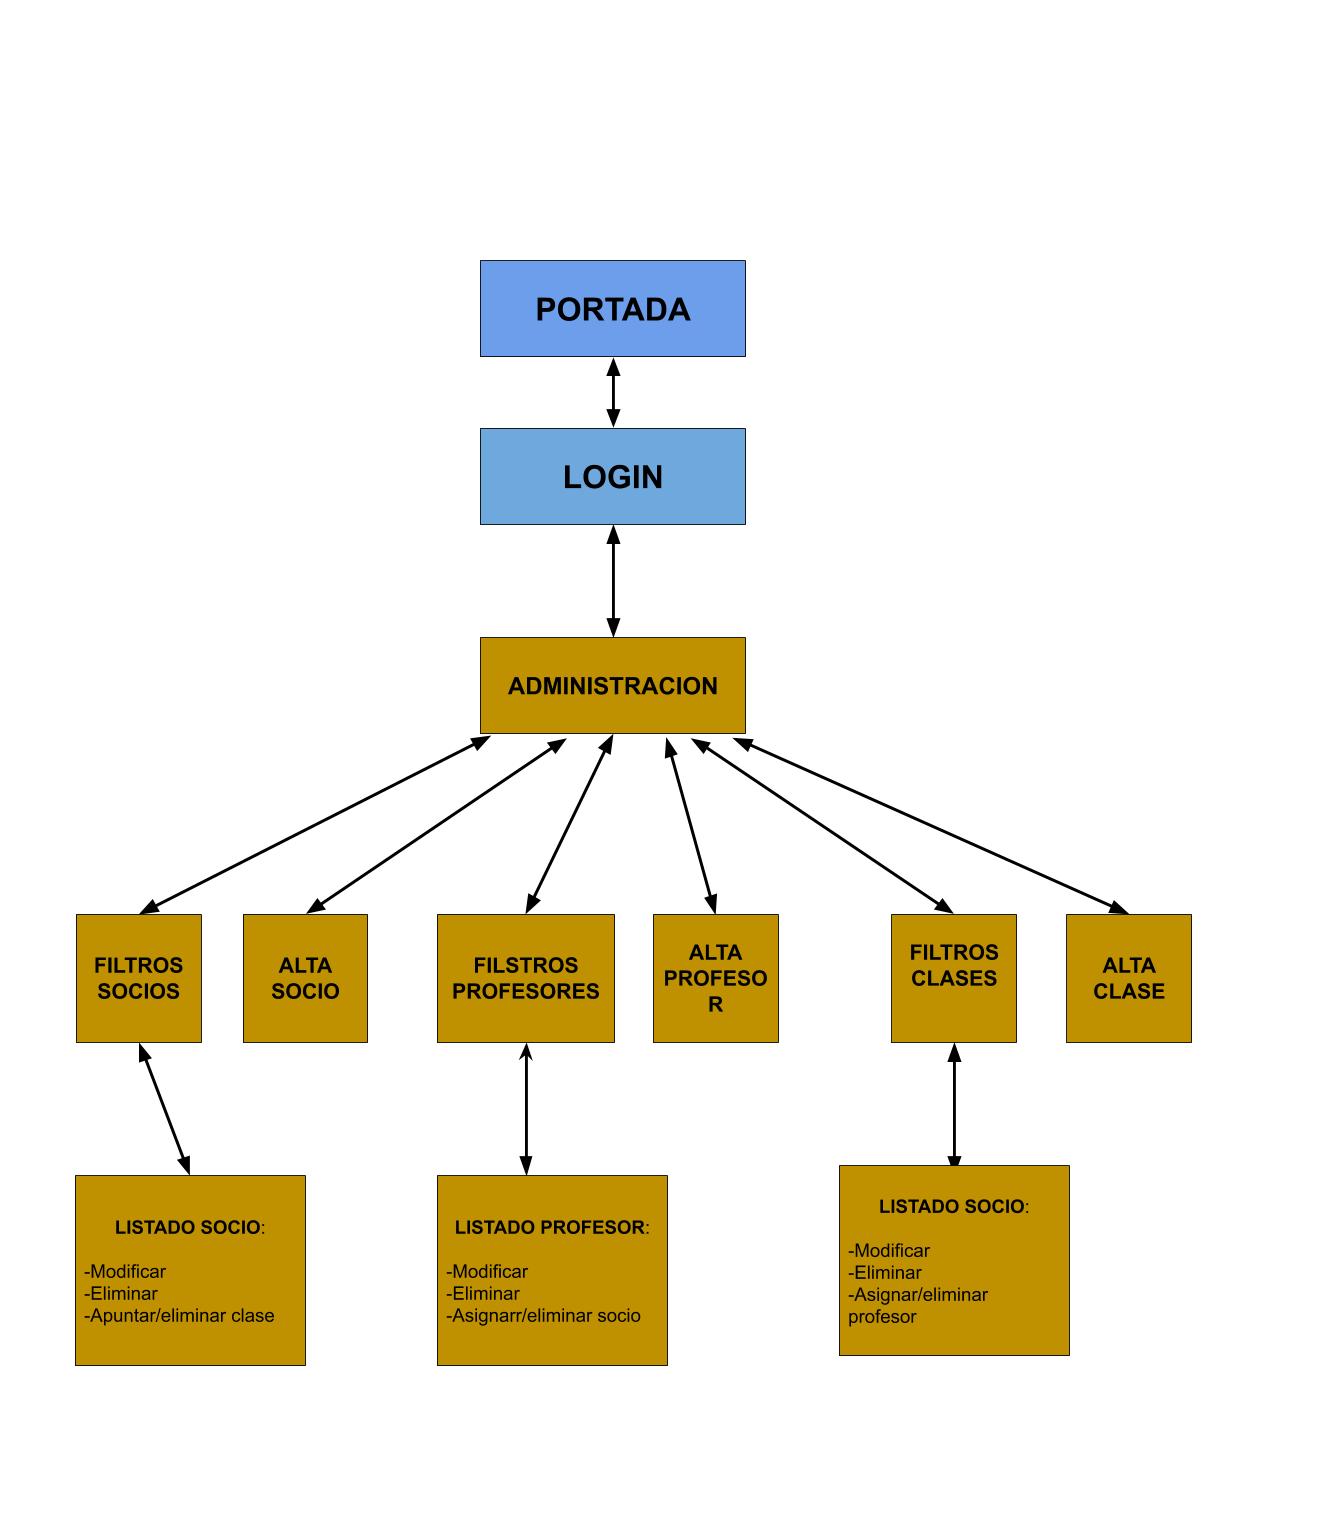 PORTADA
LOGIN
ADMINISTRACION
FILTROS
SOCIOS
ALTA
SOCIO
FILSTROS
PROFESORES
ALTA
PROFESO
R
FILTROS
CLASES
ALTA
CLASE
LISTADO SOCIO:
-Modificar
-Eliminar
-Apuntar/eliminar clase
LISTADO PROFESOR:
-Modificar
-Eliminar
-Asignarr/eliminar socio
LISTADO SOCIO:
-Modificar
-Eliminar
-Asignar/eliminar
profesor